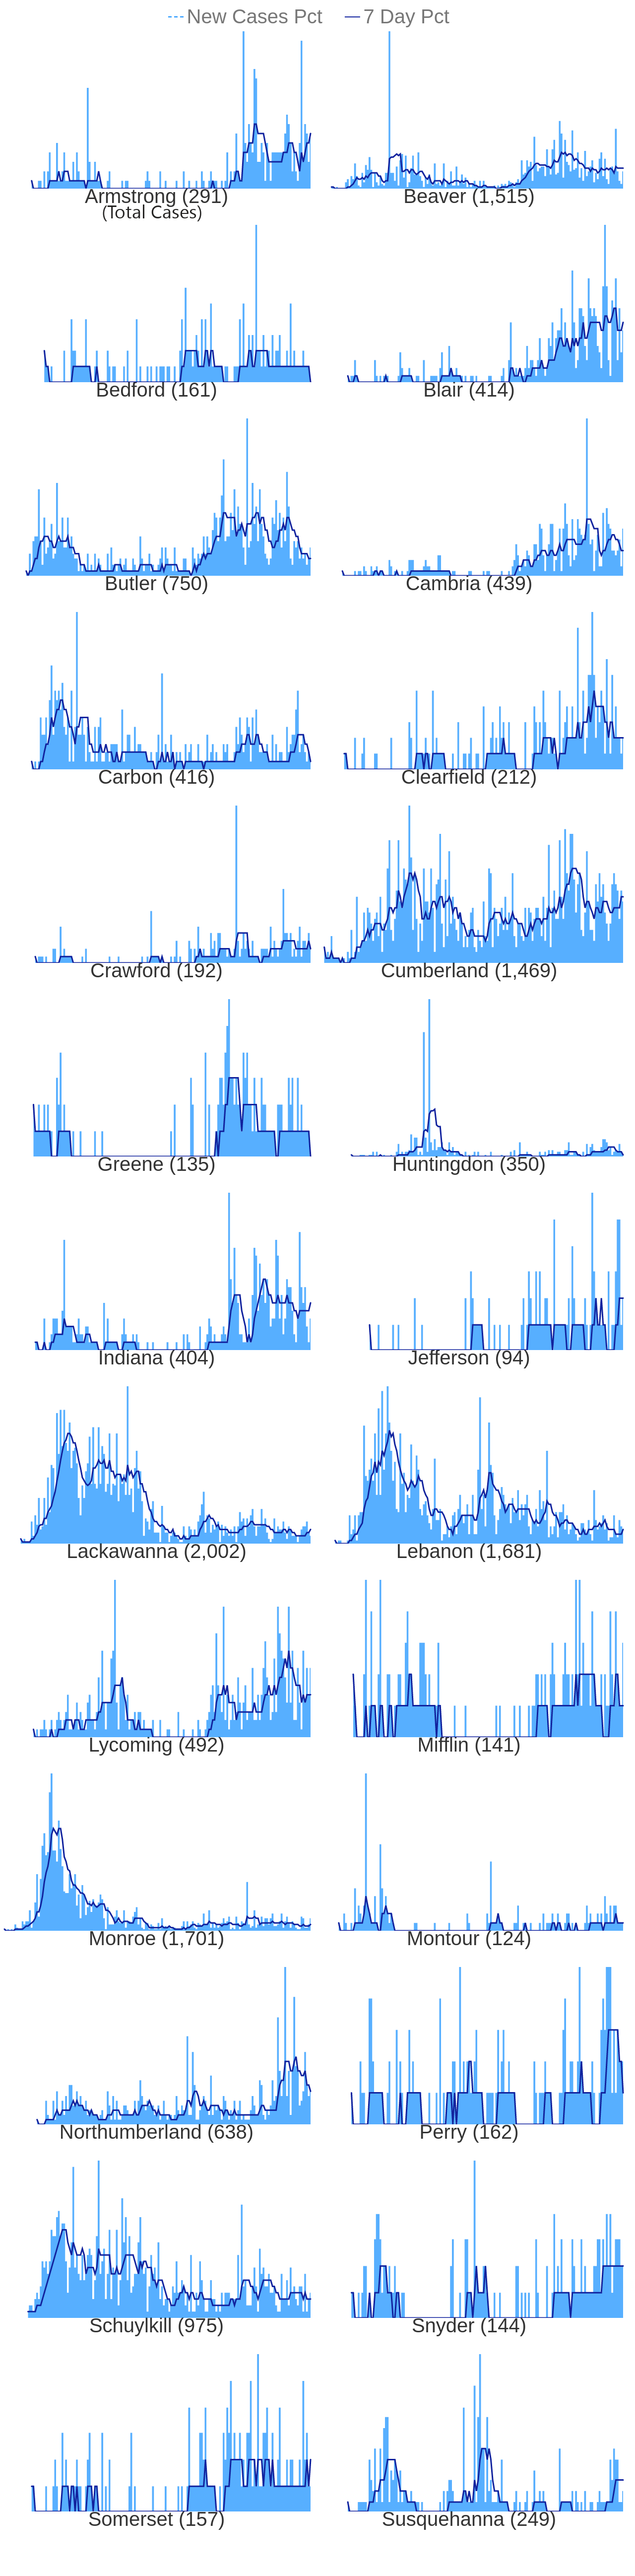 New Cases Pct 7 Day Pct
Armstrong (291) Beaver (1,515)
(Total Cases)
Bedford (161) Blair (414)
Butler (750) Cambria (439)
Carbon (416) Clearfield (212)
Crawford (192) Cumberland (1,469)
Greene (135) Huntingdon (350)
Indiana (404) Jefferson (94)
Lackawanna (2,002) Lebanon (1,681)
Lycoming (492) Mifflin (141)
Monroe (1,701) Montour (124)
Northumberland (638) Perry (162)
Schuylkill (975) Snyder (144)
Somerset (157) Susquehanna (249)